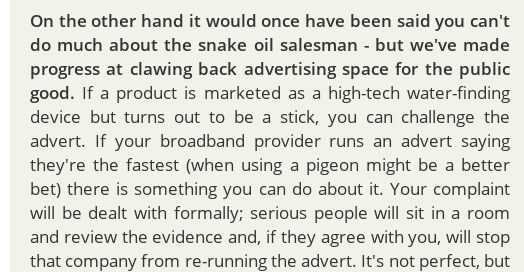 On the other hand it would once have been said you can't
do much about the snake oil salesman - but we've made
progress at clawing back advertising space for the public
good. If a product is marketed as a high-tech water-finding
device but turns out to be a stick, you can challenge the
advert. If your broadband provider runs an advert saying
they're the fastest (when using a pigeon might be a better
bet) there is something you can do about it. Your complaint
will be dealt with formally; serious people will sit in a room
and review the evidence and, if they agree with you, will stop
that company from re-running the advert. It's not perfect, but